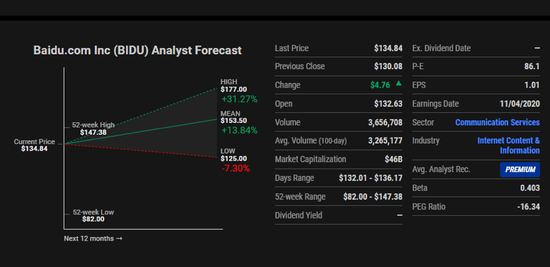 Baidu.com Inc (BIDU) Analyst Forecast
HIGH
$177.00
+31.27%
MEAN
$153.50
+13.84%
LOW
$125.00
-7.30%
52-week High
$147.38
Current Price
$134.84
52-week Low
$82.00
Next 12 months →
Last Price $134.84
Previous Close $130.08
Change $4.76 ▲
Open $132.63
Volume 3,656,708
Avg. Volume (100-day) 3,265,177
Market Capitalization $46B
Days Range $132.01 - $136.17
52-week Range $82.00 - $147.38
Dividend Yield –
Ex. Dividend Date –
P-E 86.1
EPS 1.01
Earnings Date 11/04/2020
Sector Communication Services
Industry Internet Content &
Information
Avg. Analyst Rec. PREMIUM
Beta 0.403
PEG Ratio -16.34